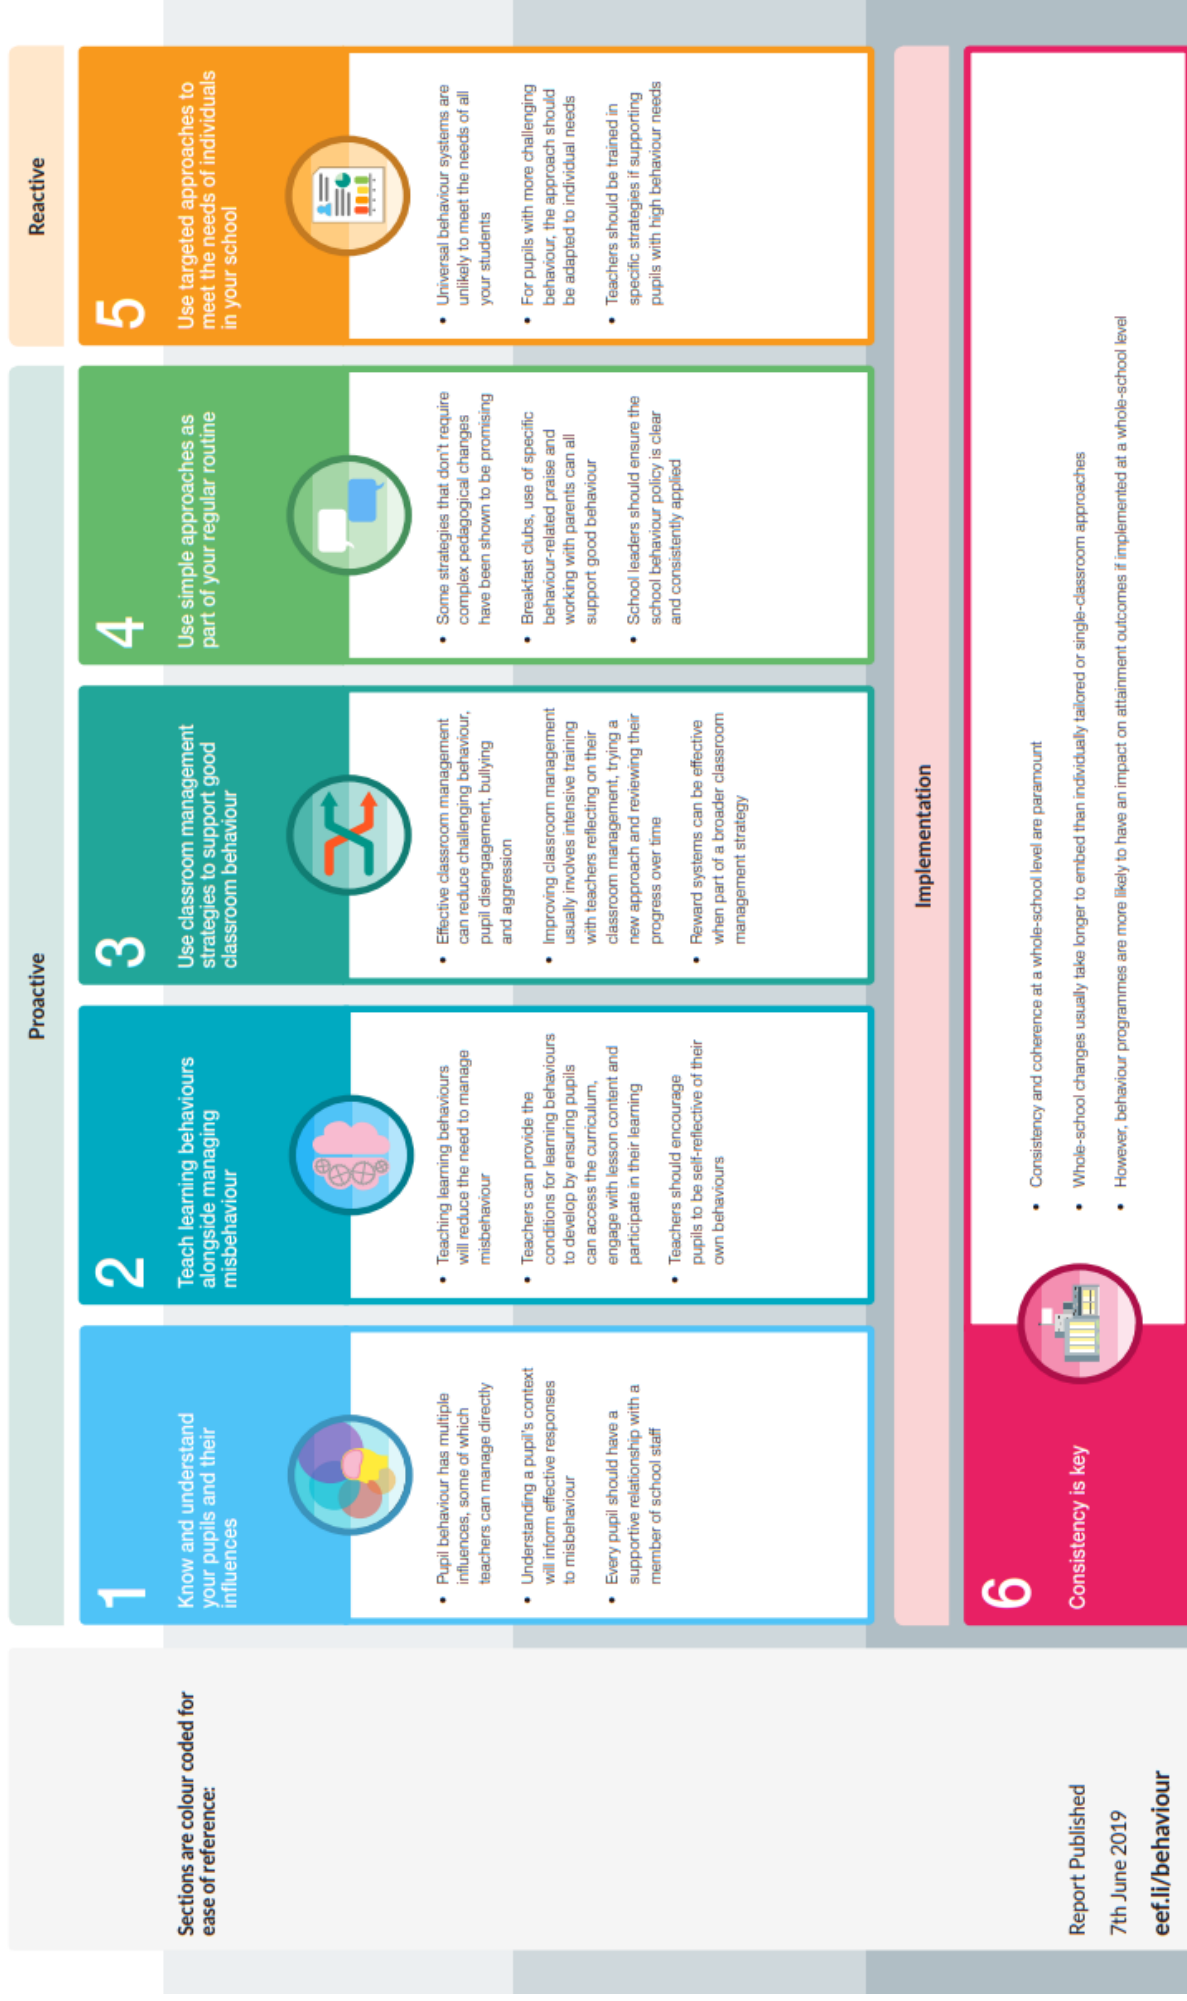 Sections are colour coded for
ease of reference:
Proactive
Reactive
1
Know and understand
your pupils and their
influences
• Pupil behaviour has multiple
influences, some of which
teachers can manage directly
• Understanding a pupil's context
will inform effective responses
to misbehaviour
• Every pupil should have a
supportive relationship with a
member of school staff
2
Teach learning behaviours
alongside managing
misbehaviour
• Teaching learning behaviours
will reduce the need to manage
misbehaviour
• Teachers can provide the
conditions for learning behaviours
to develop by ensuring pupils
can access the curriculum,
engage with lesson content and
participate in their learning
• Teachers should encourage
pupils to be self-reflective of their
own behaviours
3
Use classroom management
strategies to support good
classroom behaviour
• Effective classroom management
can reduce challenging behaviour,
pupil disengagement, bullying
and aggression
• Improving classroom management
usually involves intensive training
with teachers reflecting on their
classroom management, trying a
new approach and reviewing their
progress over time
• Reward systems can be effective
when part of a broader classroom
management strategy
4
Use simple approaches as
part of your regular routine
• Some strategies that don't require
complex pedagogical changes
have been shown to be promising
• Breakfast clubs, use of specific
behaviour-related praise and
working with parents can all
support good behaviour
• School leaders should ensure the
school behaviour policy is clear
and consistently applied
5
Use targeted approaches to
meet the needs of individuals
in your school
• Universal behaviour systems are
unlikely to meet the needs of all
your students
• For pupils with more challenging
behaviour, the approach should
be adapted to individual needs
• Teachers should be trained in
specific strategies if supporting
pupils with high behaviour needs
Implementation
6
Consistency is key
• Consistency and coherence at a whole-school level are paramount
• Whole-school changes usually take longer to embed than individually tailored or single-classroom approaches
• However, behaviour programmes are more likely to have an impact on attainment outcomes if implemented at a whole-school level
Report Published
7th June 2019
eef.li/behaviour